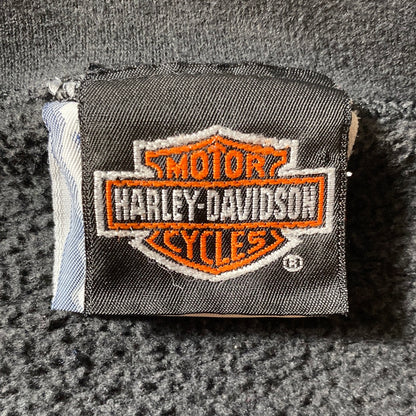 MOTOR
HARLEY-DAVIDSON
CYCLES
®